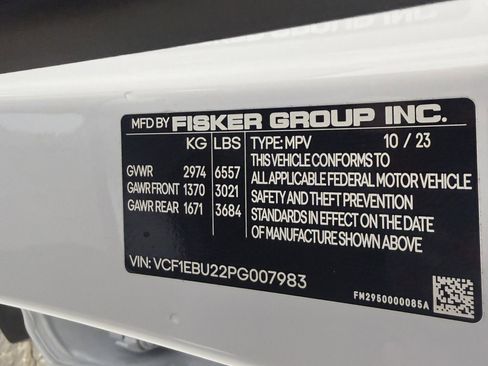 MFD BY FISKER GROUP INC.
KG LBS TYPE: MPV 10 / 23
GVWR 2974 6557 THIS VEHICLE CONFORMS TO
GAWR FRONT 1370 3021 ALL APPLICABLE FEDERAL MOTOR VEHICLE
GAWR REAR 1671 3684 SAFETY AND THEFT PREVENTION
STANDARDS IN EFFECT ON THE DATE
OF MANUFACTURE SHOWN ABOVE
VIN: VCF1EBU22PG007983
FM2950000085A